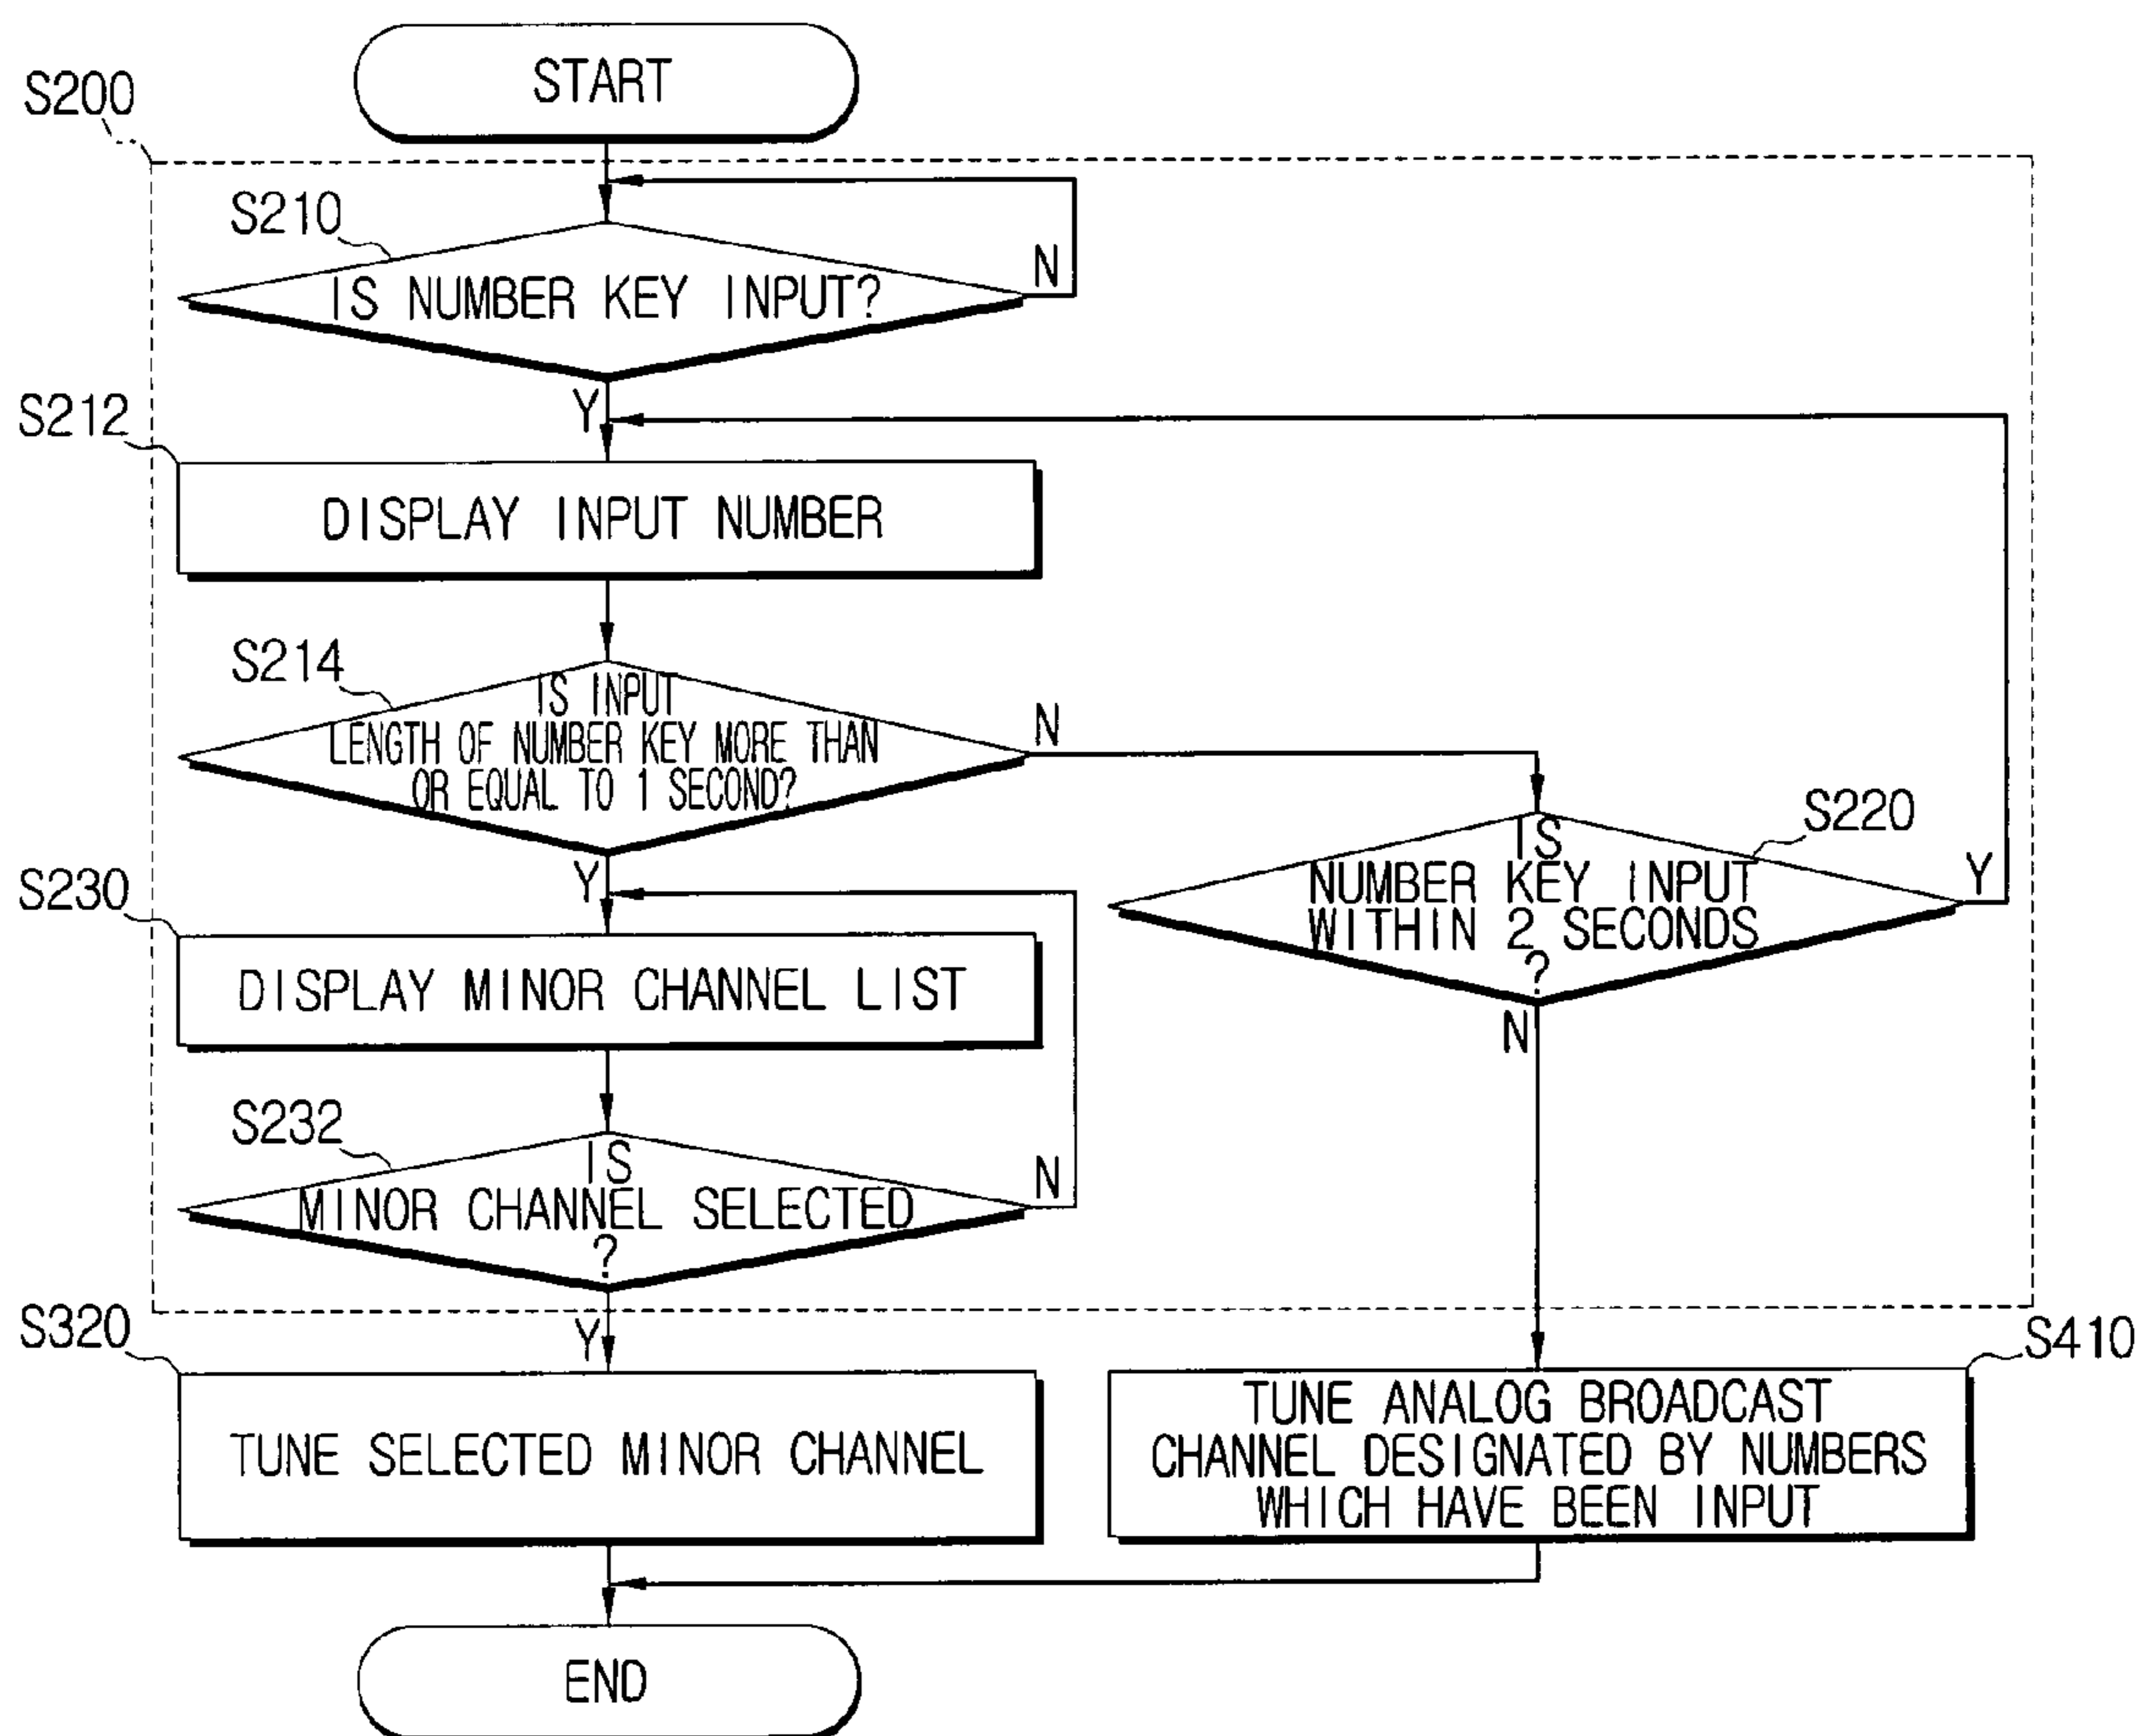 START
S200
S210
IS NUMBER KEY INPUT?
N
Y
S212
DISPLAY INPUT NUMBER
S214
IS INPUT
LENGTH OF NUMBER KEY MORE THAN
OR EQUAL TO 1 SECOND?
N
Y
S220
IS
NUMBER KEY INPUT
WITHIN 2 SECONDS
?
Y
N
S230
DISPLAY MINOR CHANNEL LIST
S232
IS
MINOR CHANNEL SELECTED
?
N
Y
S320
TUNE SELECTED MINOR CHANNEL
S410
TUNE ANALOG BROADCAST
CHANNEL DESIGNATED BY NUMBERS
WHICH HAVE BEEN INPUT
END